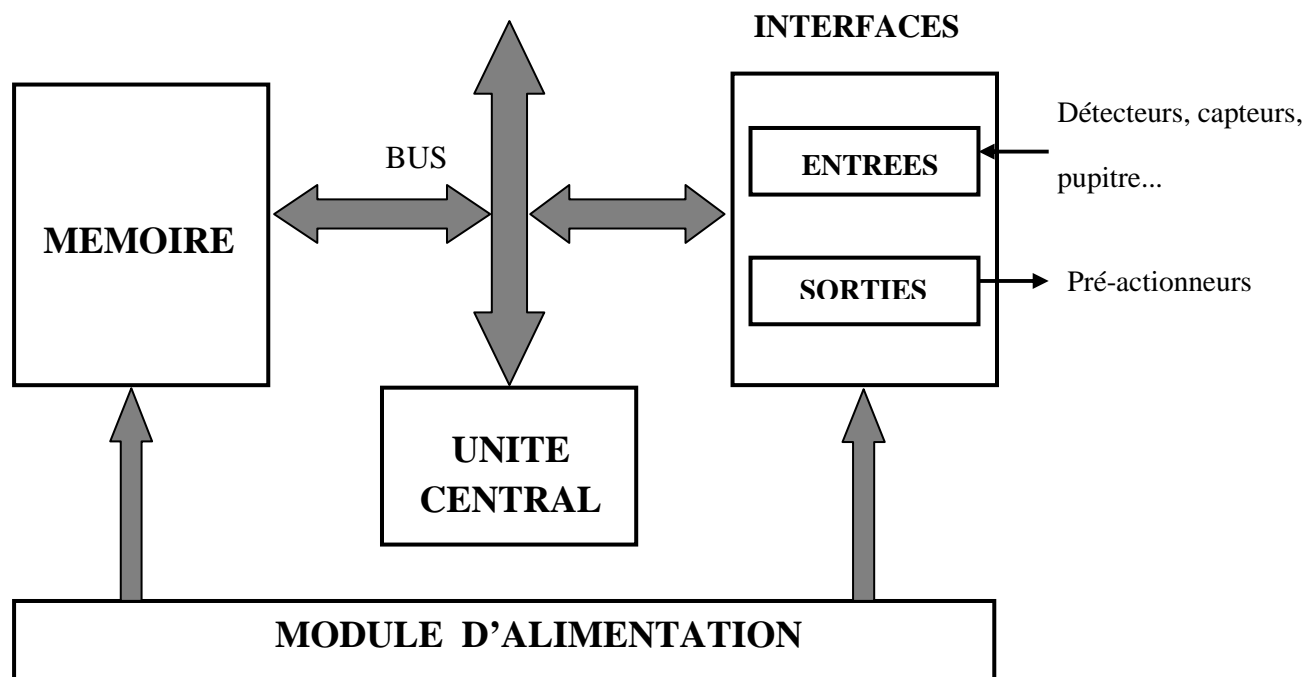 INTERFACES
Détecteurs, capteurs,
pupitre...
BUS
ENTREES
MEMOIRE
SORTIES
Pré-actionneurs
UNITE
CENTRAL
MODULE D’ALIMENTATION